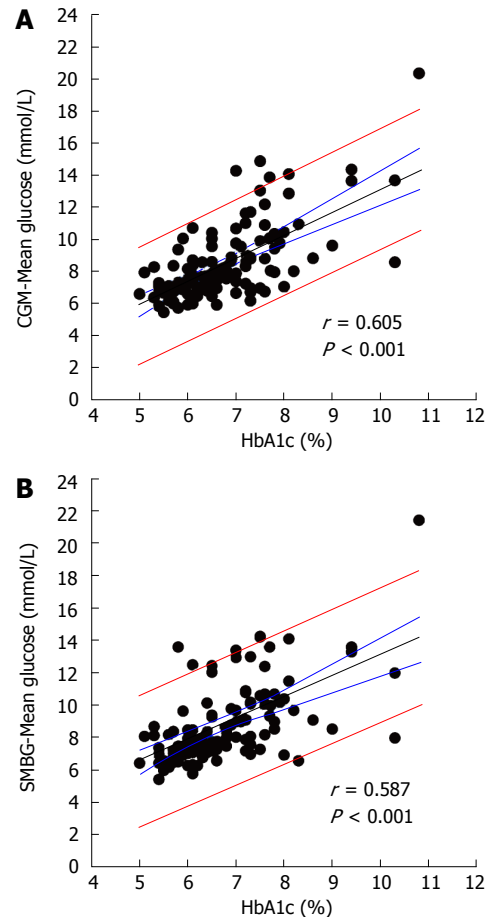 A
24
22
20
18
16
14
12
10
8
6
4
2
0
CGM-Mean glucose (mmol/L)
r = 0.605
P < 0.001
4 5 6 7 8 9 10 11 12
HbA1c (%)
B
24
22
20
18
16
14
12
10
8
6
4
2
0
SMBG-Mean glucose (mmol/L)
r = 0.587
P < 0.001
4 5 6 7 8 9 10 11 12
HbA1c (%)